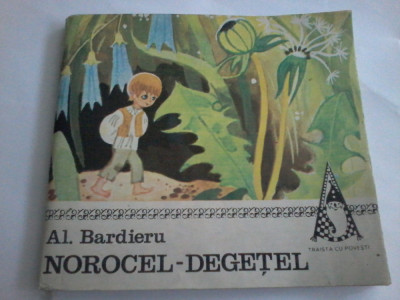 Al. Bardieru
NOROCEL-DEGEȚEL
TRAISTA CU POVEȘTI